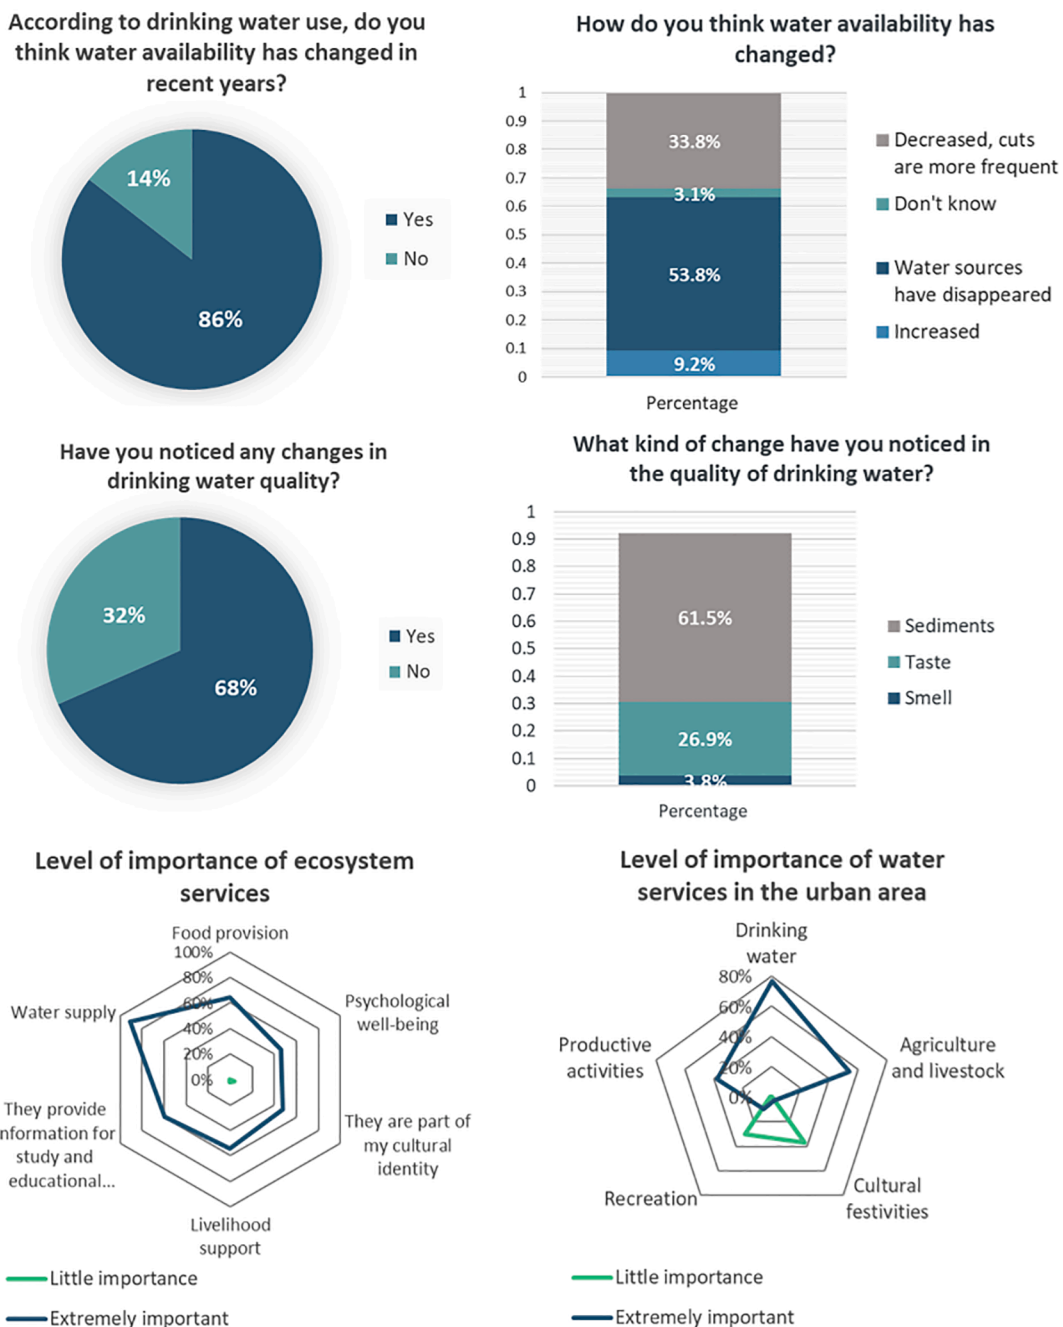 According to drinking water use, do you
think water availability has changed in
recent years?
14%
86%
Yes
No
How do you think water availability has
changed?
1
0.9
0.8
0.7
0.6
0.5
0.4
0.3
0.2
0.1
0
33.8%
3.1%
53.8%
9.2%
Percentage
Decreased, cuts
are more frequent
Don't know
Water sources
have disappeared
Increased
Have you noticed any changes in
drinking water quality?
32%
68%
Yes
No
What kind of change have you noticed in
the quality of drinking water?
1
0.9
0.8
0.7
0.6
0.5
0.4
0.3
0.2
0.1
0
61.5%
26.9%
3.8%
Percentage
Sediments
Taste
Smell
Level of importance of ecosystem
services
Food provision
100%
80%
60%
40%
20%
0%
Psychological
well-being
They are part of
my cultural
identity
Livelihood
support
They provide
nformation for
study and
educational...
Water supply
Little importance
Extremely important
Level of importance of water
services in the urban area
Drinking
water
80%
60%
40%
20%
0%
Agriculture
and livestock
Cultural
festivities
Recreation
Productive
activities
Little importance
Extremely important